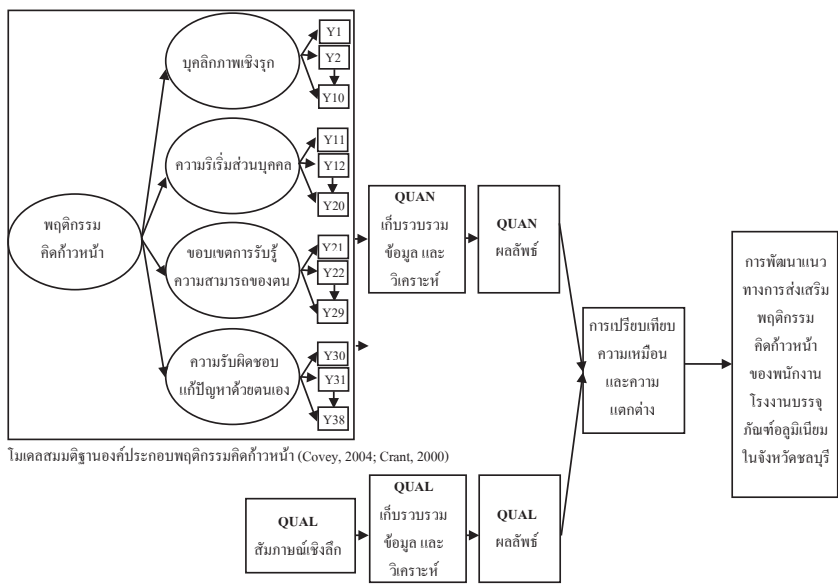 พฤติกรรม
คิดก้าวหน้า
บุคลิกภาพเชิงรุก
Y1
Y2
Y10
ความริเริ่มส่วนบุคคล
Y11
Y12
Y20
ขอบเขตการรับรู้
ความสามารถของตน
Y21
Y22
Y29
ความรับผิดชอบ
แก้ปัญหาด้วยตนเอง
Y30
Y31
Y38
โมเดลสมมติฐานองค์ประกอบพฤติกรรมคิดก้าวหน้า (Covey, 2004; Crant, 2000)
QUAN
เก็บรวบรวม
ข้อมูล และ
วิเคราะห์
QUAN
ผลลัพธ์
QUAL
สัมภาษณ์เชิงลึก
QUAL
เก็บรวบรวม
ข้อมูล และ
วิเคราะห์
QUAL
ผลลัพธ์
การเปรียบเทียบ
ความเหมือน
และความ
แตกต่าง
การพัฒนาแนว
ทางการส่งเสริม
พฤติกรรม
คิดก้าวหน้า
ของพนักงาน
โรงงานบรรจุ
ภัณฑ์อลูมิเนียม
ในจังหวัดชลบุรี